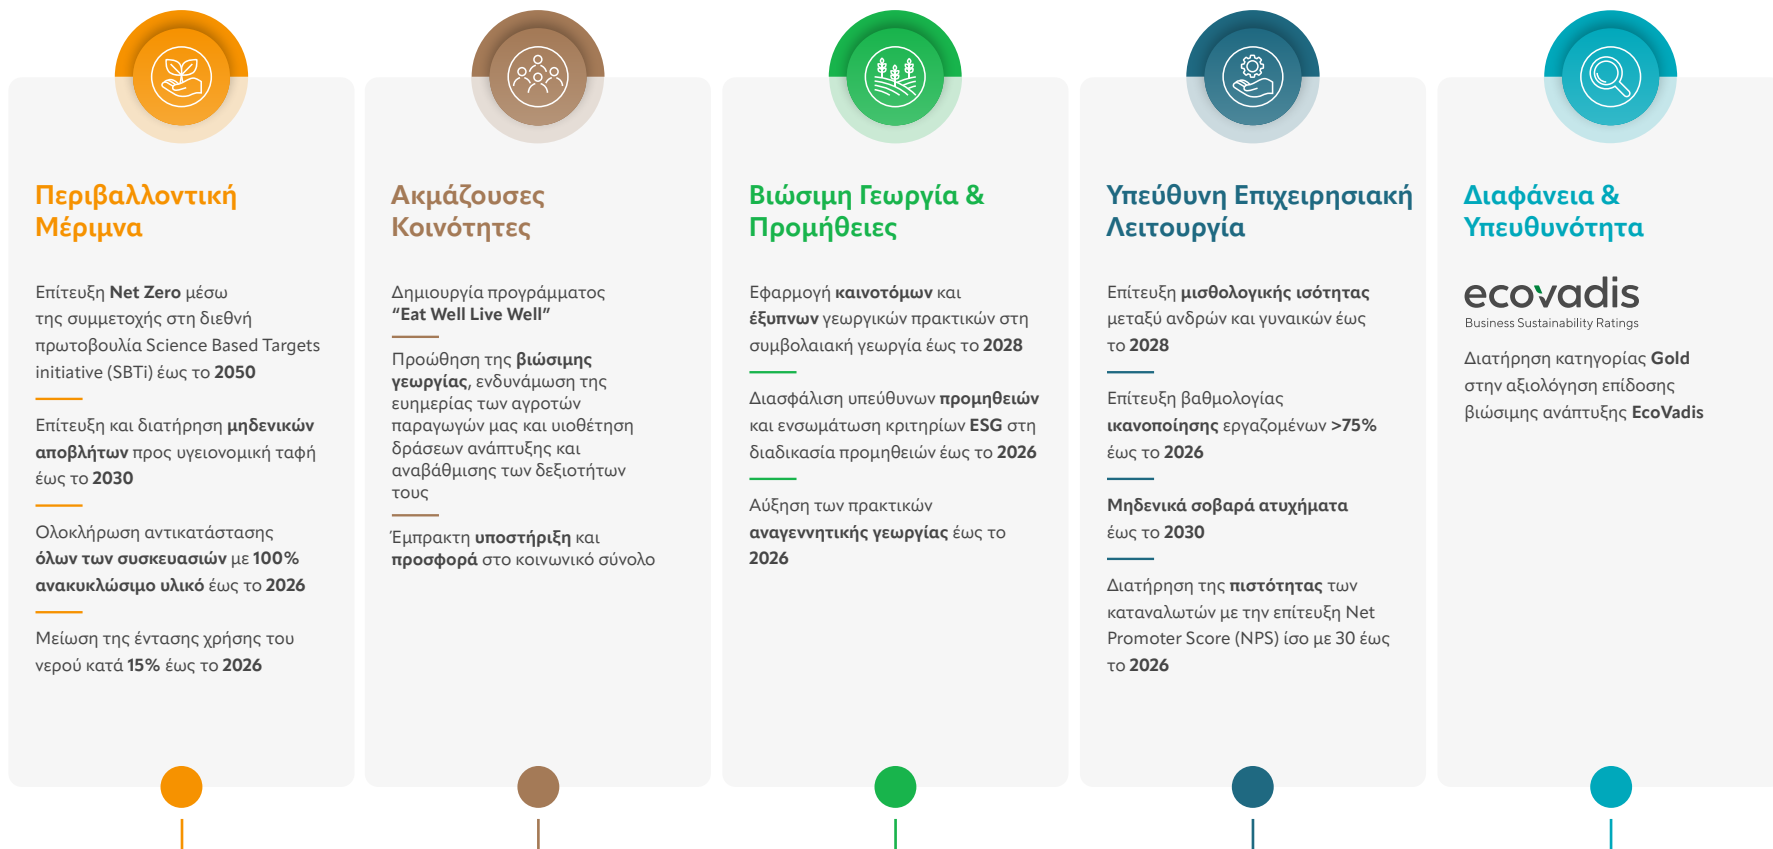 Περιβαλλοντική
Μέριμνα
Επίτευξη Net Zero μέσω
της συμμετοχής στη διεθνή
πρωτοβουλία Science Based Targets
initiative (SBTi) έως το 2050
Επίτευξη και διατήρηση μηδενικών
αποβλήτων προς υγειονομική ταφή
έως το 2030
Ολοκλήρωση αντικατάστασης
όλων των συσκευασιών με 100%
ανακυκλώσιμο υλικό έως το 2026
Μείωση της έντασης χρήσης του
νερού κατά 15% έως το 2026
Ακμάζουσες
Κοινότητες
Δημιουργία προγράμματος
“Eat Well Live Well”
Προώθηση της βιώσιμης
γεωργίας, ενδυνάμωση της
ευημερίας των αγροτών
παραγωγών μας και υιοθέτηση
δράσεων ανάπτυξης και
αναβάθμισης των δεξιοτήτων
τους
Έμπρακτη υποστήριξη και
προσφορά στο κοινωνικό σύνολο
Βιώσιμη Γεωργία &
Προμήθειες
Εφαρμογή καινοτόμων και
έξυπνων γεωργικών πρακτικών στη
συμβολαιακή γεωργία έως το 2028
Διασφάλιση υπεύθυνων προμηθειών
και ενσωμάτωση κριτηρίων ESG στη
διαδικασία προμηθειών έως το 2026
Αύξηση των πρακτικών
αναγεννητικής γεωργίας έως το
2026
Υπεύθυνη Επιχειρησιακή
Λειτουργία
Επίτευξη μισθολογικής ισότητας
μεταξύ ανδρών και γυναικών έως
το 2028
Επίτευξη βαθμολογίας
ικανοποίησης εργαζομένων >75%
έως το 2026
Μηδενικά σοβαρά ατυχήματα
έως το 2030
Διατήρηση της πιστότητας των
καταναλωτών με την επίτευξη Net
Promoter Score (NPS) ίσο με 30 έως
το 2026
Διαφάνεια &
Υπευθυνότητα
ecovadis
Business Sustainability Ratings
Διατήρηση κατηγορίας Gold
στην αξιολόγηση επίδοσης
βιώσιμης ανάπτυξης EcoVadis